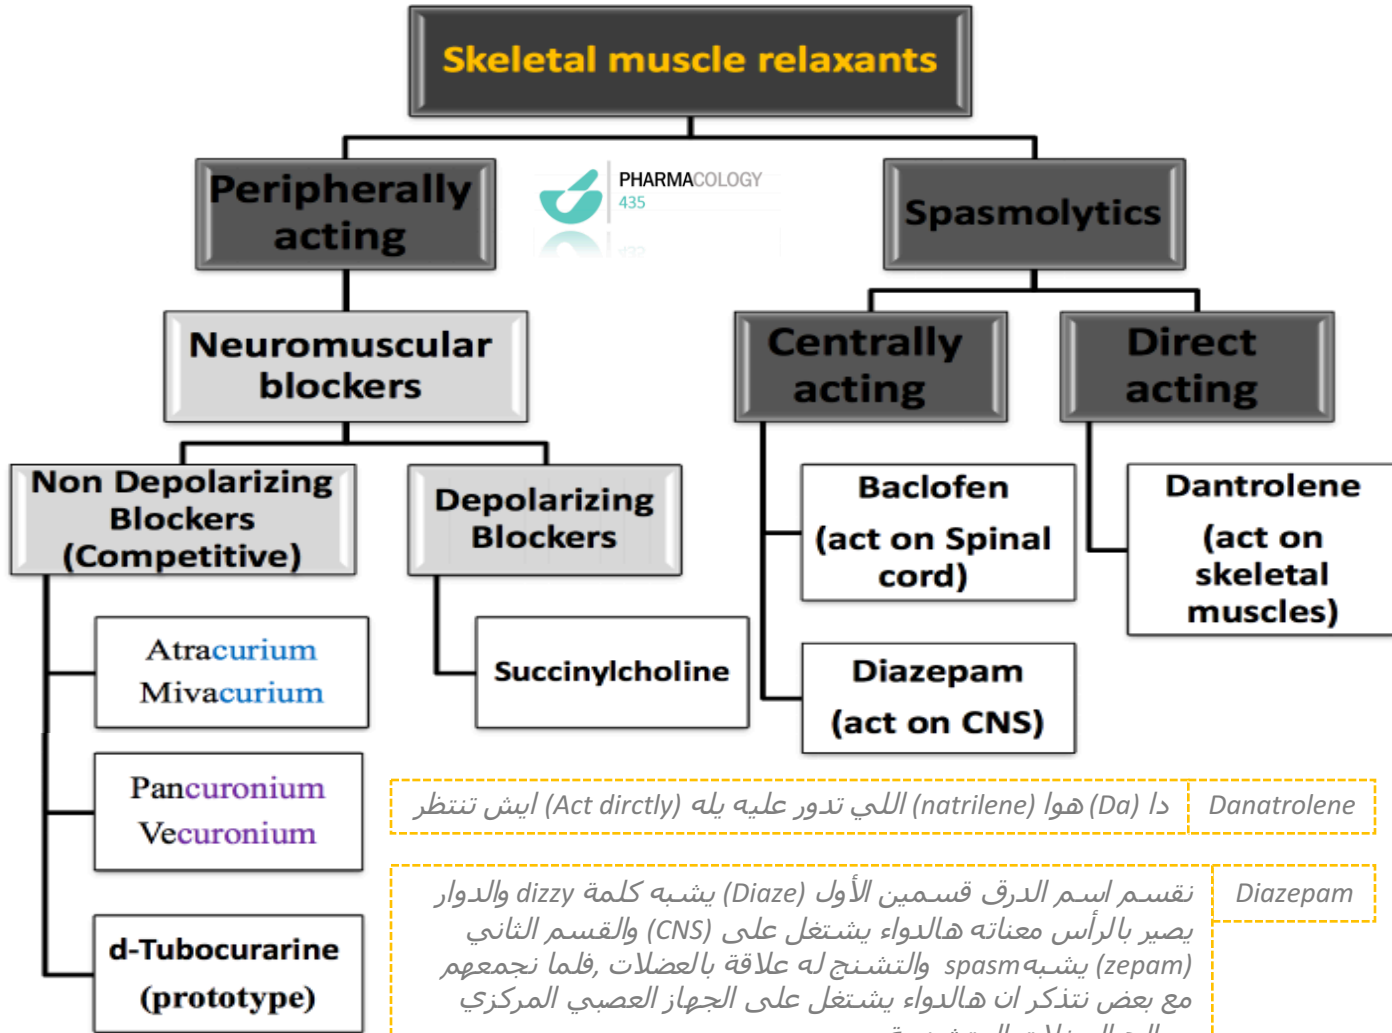 Skeletal muscle relaxants
Peripherally
acting
PHARMACOLOGY
435
Spasmolytics
Neuromuscular
blockers
Centrally
acting
Direct
acting
Non Depolarizing
Blockers
(Competitive)
Depolarizing
Blockers
Baclofen
(act on Spinal
cord)
Dantrolene
(act on
skeletal
muscles)
Atracurium
Mivacurium
Succinylcholine
Diazepam
(act on CNS)
Pancuronium
Vecuronium
d-Tubocurarine
(prototype)
Danatrolene
دا (Da) هوا (natrilene) اللي تدور عليه يله (Act dirctly) ايش تنتظر
Diazepam
نقسم اسم الدرق قسمين الأول (Diaze) يشبه كلمة dizzy والدوار
يصير بالرأس معناته هالدواء يشتغل على (CNS) والقسم الثاني
(zepam) يشبه spasm والتشنج له علاقة بالعضلات ,فلما نجمعهم
مع بعض نتذكر ان هالدواء يشتغل على الجهاز العصبي المركزي